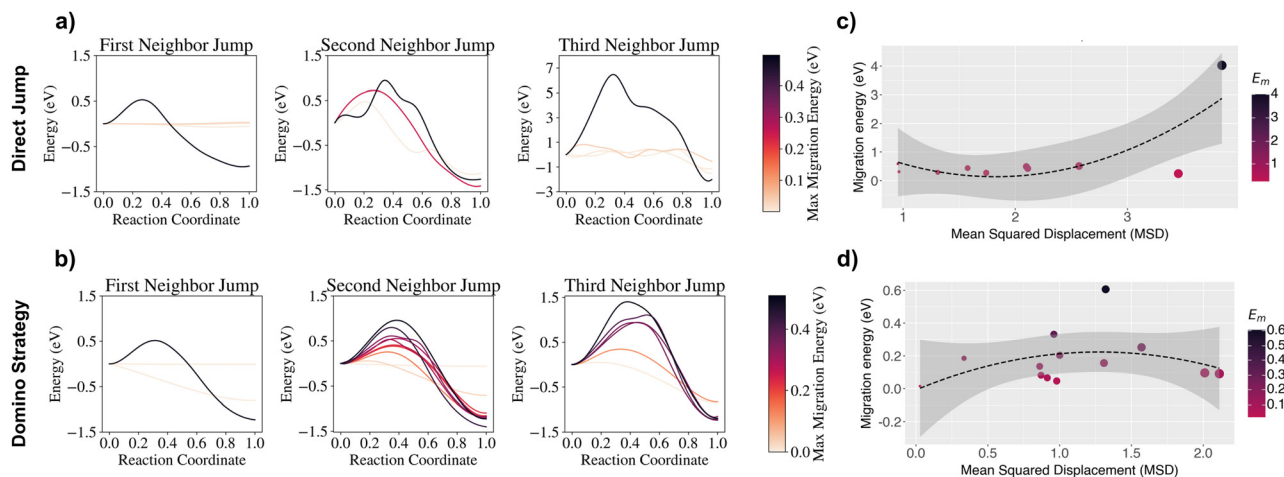 a)
Direct Jump
First Neighbor Jump
1.5
0.5
−0.5
−1.5
Energy (eV)
0.0 0.2 0.4 0.6 0.8 1.0
Reaction Coordinate
Second Neighbor Jump
1.5
0.5
−0.5
−1.5
Energy (eV)
0.0 0.2 0.4 0.6 0.8 1.0
Reaction Coordinate
Third Neighbor Jump
7
5
3
1
−1
−3
Energy (eV)
0.0 0.2 0.4 0.6 0.8 1.0
Reaction Coordinate
0.4
0.3
0.2
0.1
Max Migration Energy (eV)
c)
4
3
2
1
0
Migration energy (eV)
1 2 3
Mean Squared Displacement (MSD)
Em
4
3
2
1
b)
Domino Strategy
First Neighbor Jump
1.5
0.5
−0.5
−1.5
Energy (eV)
0.0 0.2 0.4 0.6 0.8 1.0
Reaction Coordinate
Second Neighbor Jump
1.5
0.5
−0.5
−1.5
Energy (eV)
0.0 0.2 0.4 0.6 0.8 1.0
Reaction Coordinate
Third Neighbor Jump
1.5
0.5
−0.5
−1.5
Energy (eV)
0.0 0.2 0.4 0.6 0.8 1.0
Reaction Coordinate
0.4
0.2
0.0
Max Migration Energy (eV)
d)
0.6
0.4
0.2
0.0
-0.2
Migration energy (eV)
0.0 0.5 1.0 1.5 2.0
Mean Squared Displacement (MSD)
Em
0.6
0.5
0.4
0.3
0.2
0.1